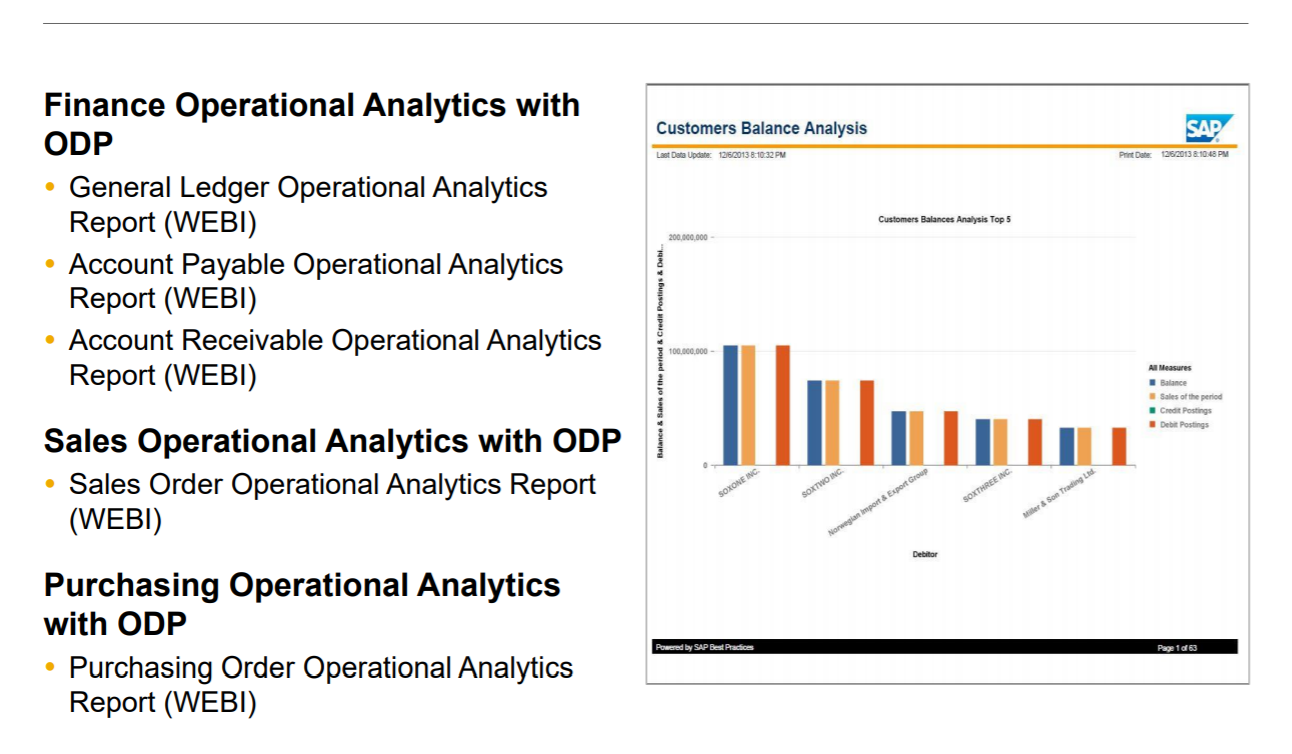 Finance Operational Analytics with
ODP
• General Ledger Operational Analytics
Report (WEBI)
• Account Payable Operational Analytics
Report (WEBI)
• Account Receivable Operational Analytics
Report (WEBI)
Sales Operational Analytics with ODP
• Sales Order Operational Analytics Report
(WEBI)
Purchasing Operational Analytics
with ODP
• Purchasing Order Operational Analytics
Report (WEBI)
Customers Balance Analysis
SAP
Last Data Update: 12/6/2013 8:10:32 PM
Print Date: 12/6/2013 8:10:48 PM
Customers Balances Analysis Top 5
Balance & Sales of the period & Credit Postings & Debi...
200,000,000
100,000,000
0
SOXONE INC.
SOXTWO INC.
Norwegian Import & Export Group
SOXTHREE INC.
Miller & Son Trading Ltd.
Debitor
All Measures
Balance
Sales of the period
Credit Postings
Debit Postings
Powered by SAP Best Practices
Page 1 of 63